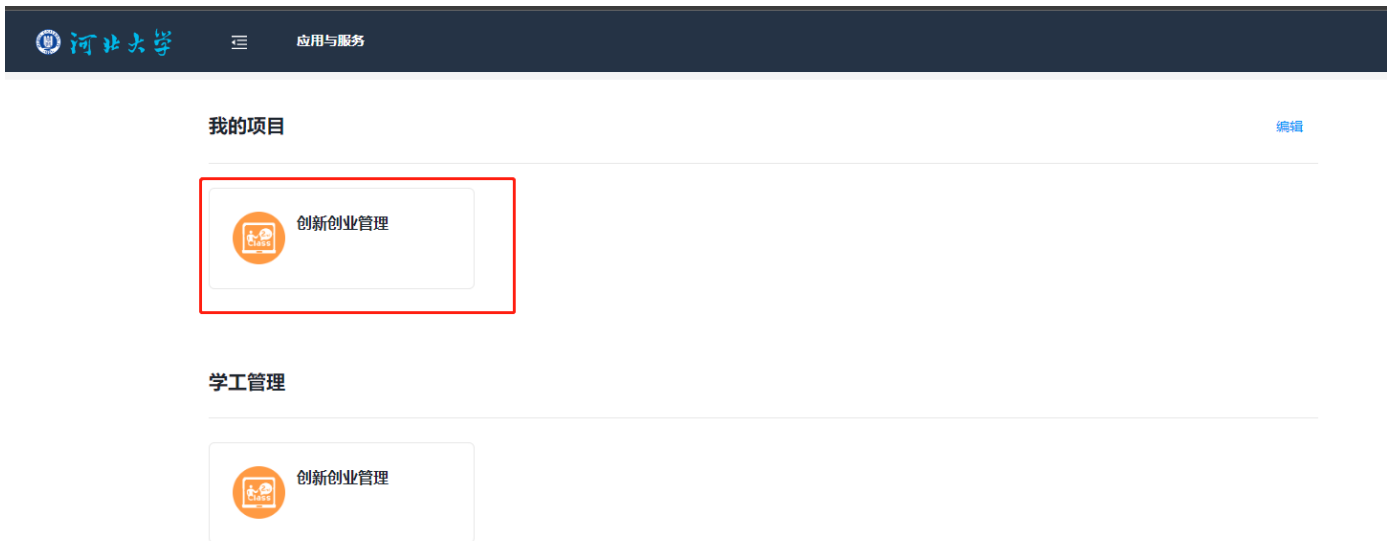 河北大学
应用与服务
我的项目
编辑
创新创业管理
Class
学工管理
创新创业管理
Class